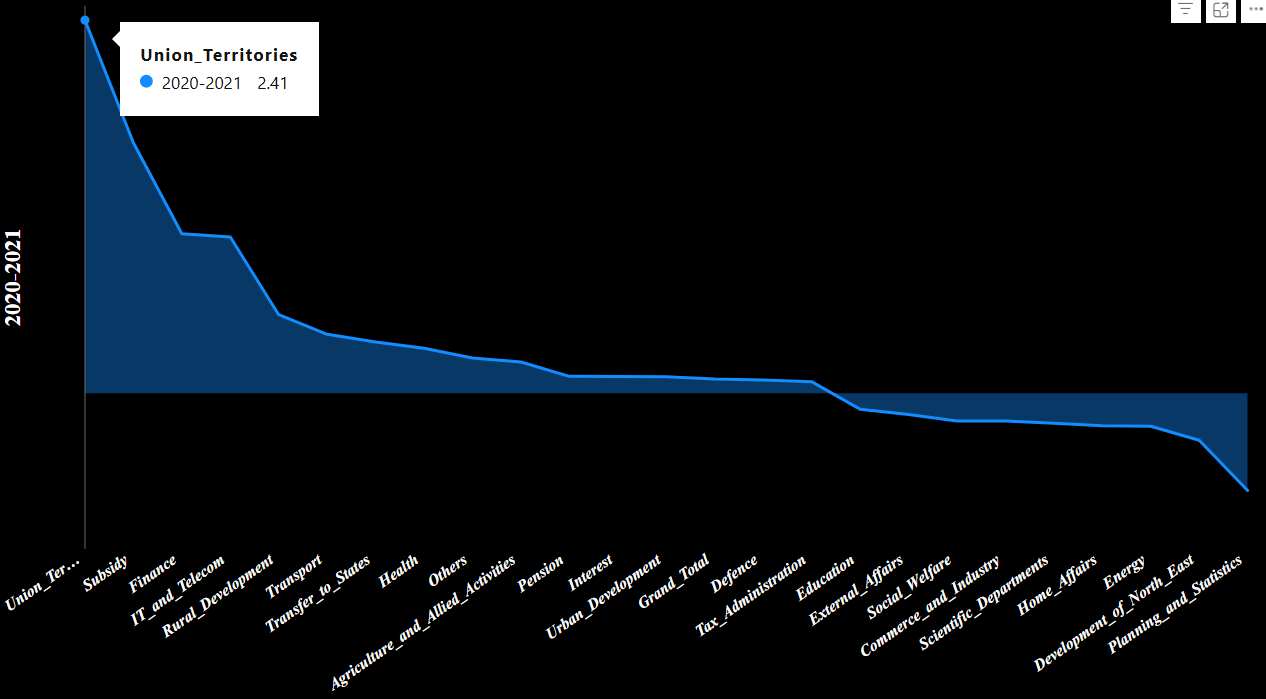 Union_Territories
2020-2021 2.41
2020-2021
Union_Ter...
Subsidy
Finance
IT_and_Telecom
Rural_Development
Transport
Transfer_to_States
Health
Others
Agriculture_and_Allied_Activities
Pension
Interest
Urban_Development
Grand_Total
Defence
Tax_Administration
Education
External_Affairs
Social_Welfare
Commerce_and_Industry
Scientific_Departments
Home_Affairs
Energy
Development_of_North_East
Planning_and_Statistics